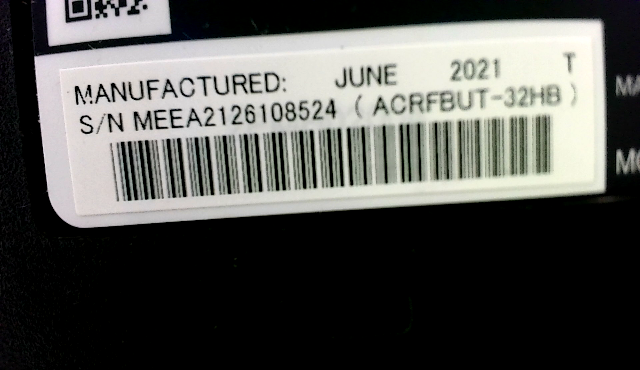 MANUFACTURED: JUNE 2021 T
S/N MEEA2126108524 ( ACRFBUT-32HB )